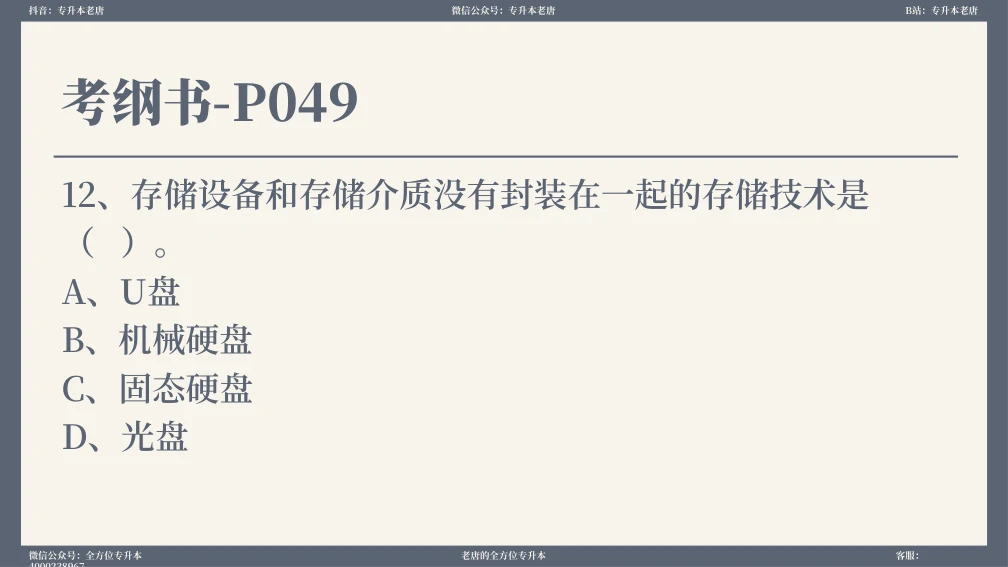 抖音：专升本老唐
微信公众号：专升本老唐
B站：专升本老唐
考纲书-P049
12、存储设备和存储介质没有封装在一起的存储技术是
（ ）。
A、U盘
B、机械硬盘
C、固态硬盘
D、光盘
微信公众号：全方位专升本
老唐的全方位专升本
客服：
4000238967